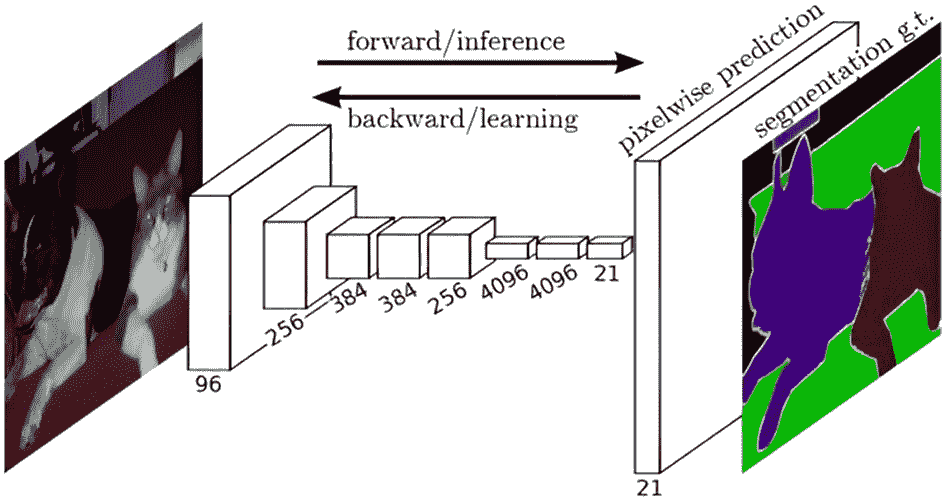 forward/inference
backward/learning
pixelwise prediction
segmentation g.t.
96
256
384
384
256
4096
4096
21
21